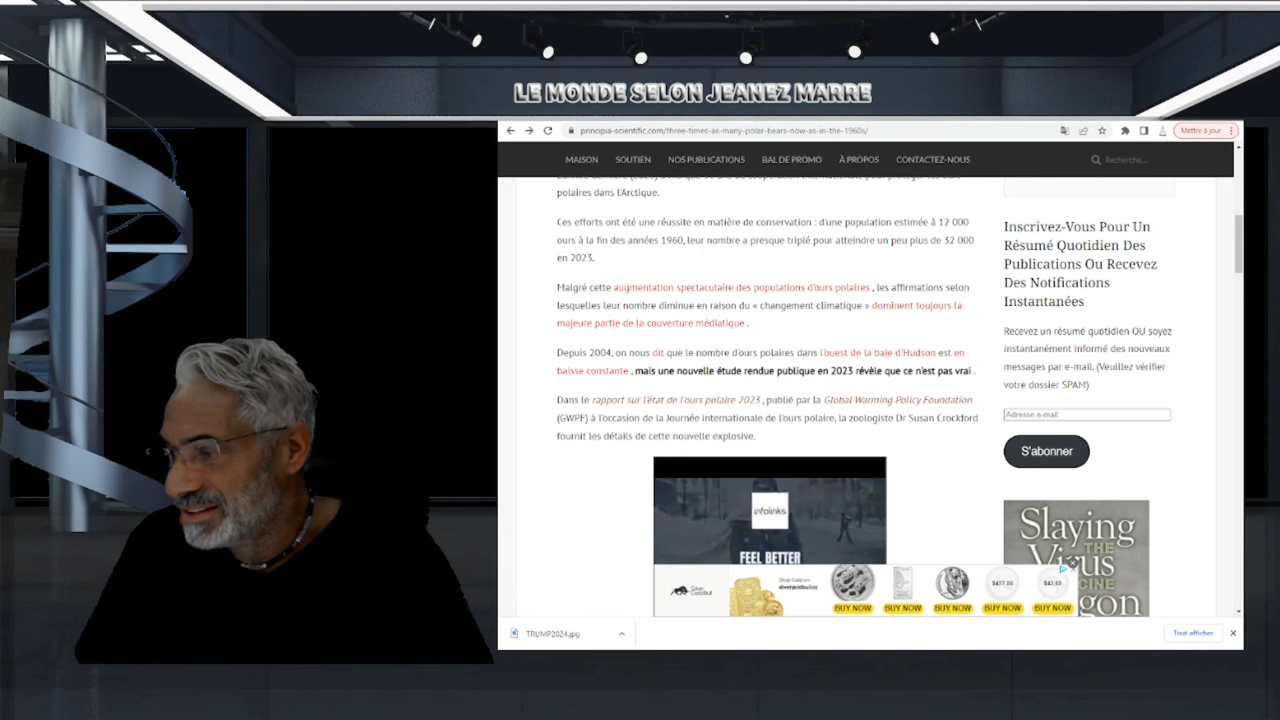 LE MONDE SELON JEANEZ MARRE
principia-scientific.com/three-times-as-many-polar-bears-now-as-in-the-1960s/
Mettre à jour
MAISON SOUTIEN NOS PUBLICATIONS BAL DE PROMO À PROPOS CONTACTEZ-NOUS
Recherche...
polaires dans l'Arctique.
Ces efforts ont été une réussite en matière de conservation : d'une population estimée à 12 000
ours à la fin des années 1960, leur nombre a presque triplé pour atteindre un peu plus de 32 000
en 2023.
Malgré cette augmentation spectaculaire des populations d'ours polaires , les affirmations selon
lesquelles leur nombre diminue en raison du « changement climatique » dominent toujours la
majeure partie de la couverture médiatique .
Depuis 2004, on nous dit que le nombre d'ours polaires dans l'ouest de la baie d'Hudson est en
baisse constante , mais une nouvelle étude rendue publique en 2023 révèle que ce n'est pas vrai .
Dans le rapport sur l'état de l'ours polaire 2023 , publié par la Global Warming Policy Foundation
(GWPF) à l'occasion de la Journée internationale de l'ours polaire, la zoologiste Dr Susan Crockford
fournit les détails de cette nouvelle explosive.
infolinks
FEEL BETTER
Silver Gold Bull
Shop Gold on
silvergoldbull.us
$437.06
$43.60
BUY NOW BUY NOW BUY NOW BUY NOW BUY NOW
Inscrivez-Vous Pour Un
Résumé Quotidien Des
Publications Ou Recevez
Des Notifications
Instantanées
Recevez un résumé quotidien OU soyez
instantanément informé des nouveaux
messages par e-mail. (Veuillez vérifier
votre dossier SPAM)
Adresse e-mail
S'abonner
Slaying
THE
Virus
TRUMP2024.jpg
Tout afficher